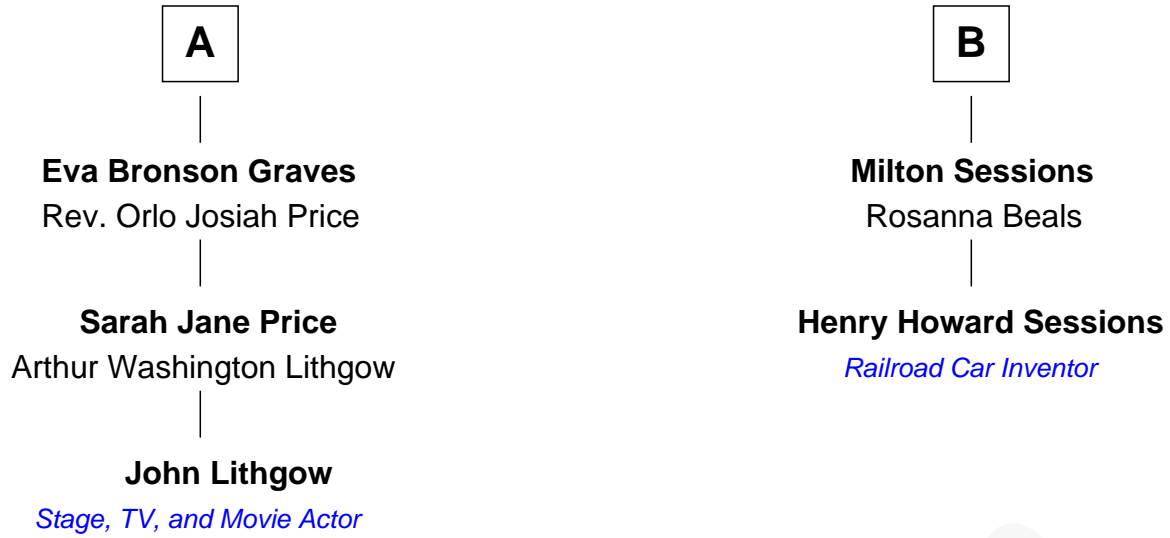 A
Eva Bronson Graves
Rev. Orlo Josiah Price
Sarah Jane Price
Arthur Washington Lithgow
John Lithgow
Stage, TV, and Movie Actor
B
Milton Sessions
Rosanna Beals
Henry Howard Sessions
Railroad Car Inventor